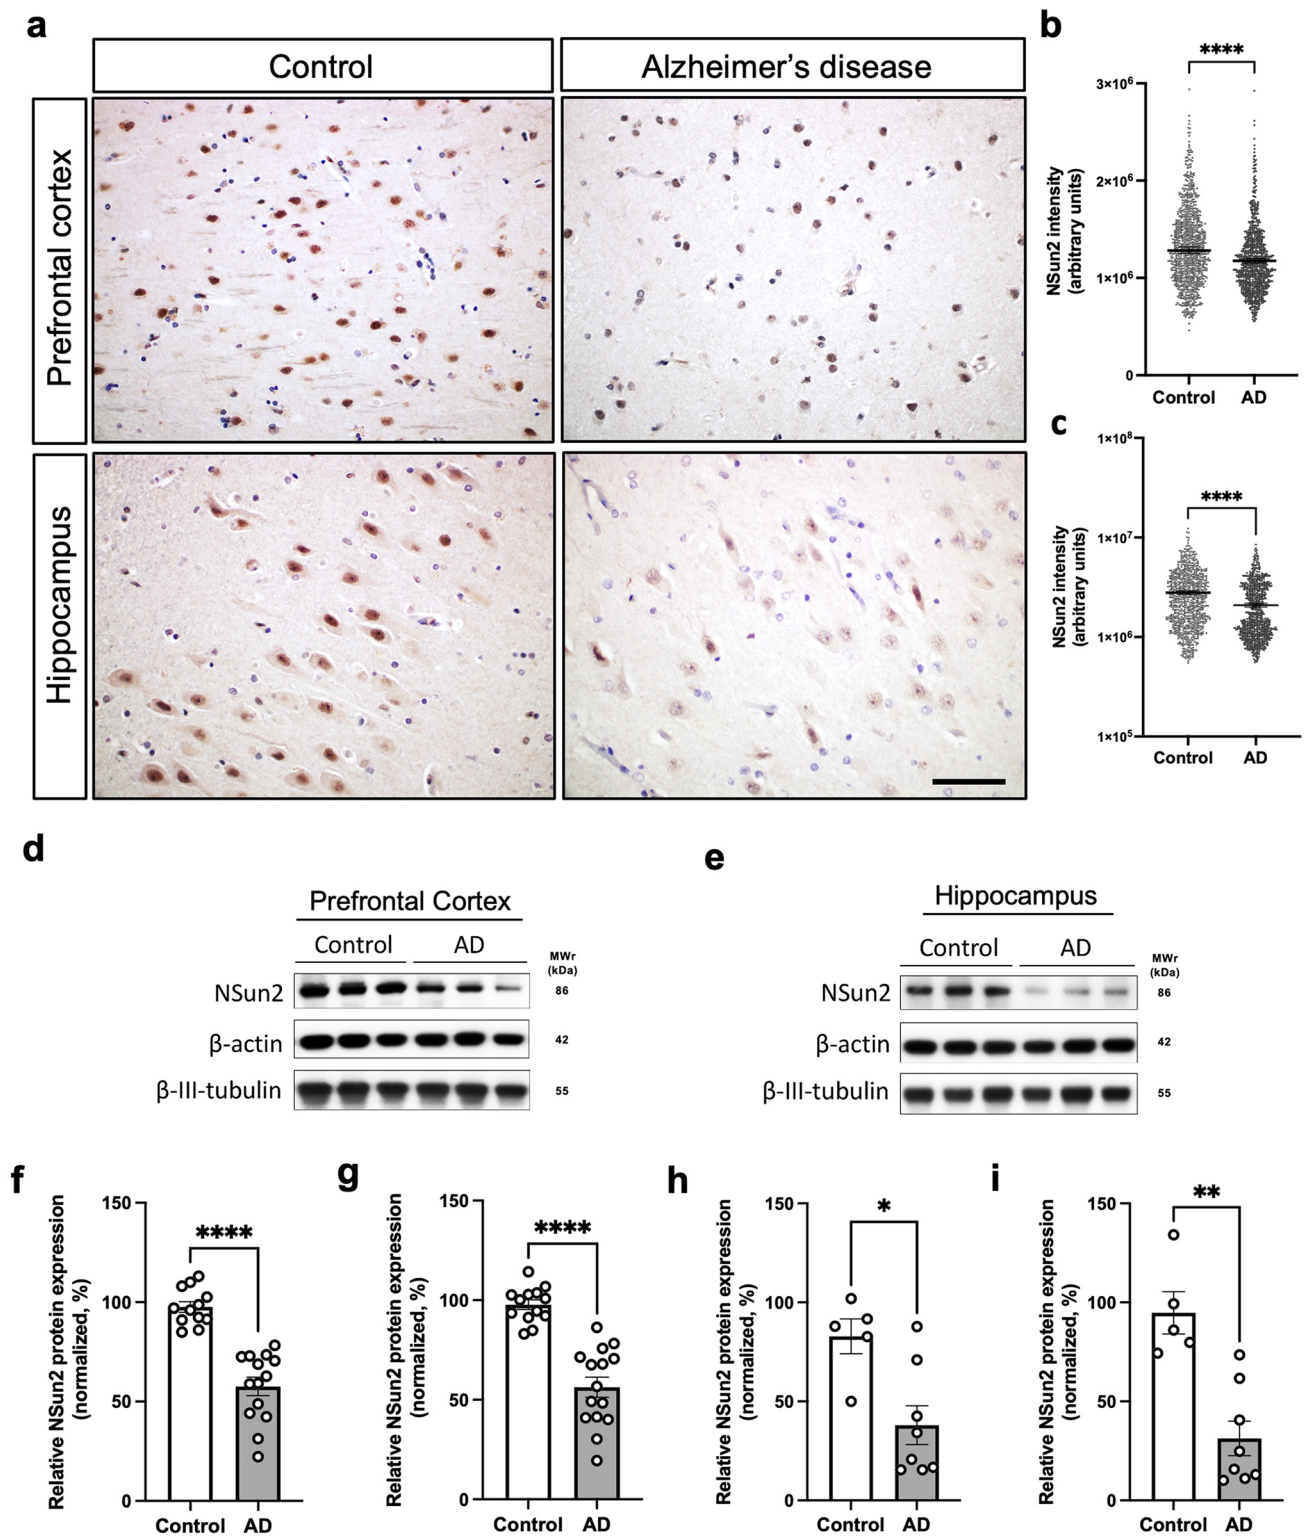 a
Control
Alzheimer's disease
Prefrontal cortex
Hippocampus
b
****
3×10⁶
2×10⁶
1×10⁶
0
NSun2 intensity
(arbitrary units)
Control AD
c
****
1×10⁸
1×10⁷
1×10⁶
1×10⁵
NSun2 intensity
(arbitrary units)
Control AD
d
Prefrontal Cortex
Control AD
MWr
(kDa)
NSun2 86
β-actin 42
β-III-tubulin 55
e
Hippocampus
Control AD
MWr
(kDa)
NSun2 86
β-actin 42
β-III-tubulin 55
f
****
150
100
50
0
Relative NSun2 protein expression
(normalized, %)
Control AD
g
****
150
100
50
0
Relative NSun2 protein expression
(normalized, %)
Control AD
h
*
150
100
50
0
Relative NSun2 protein expression
(normalized, %)
Control AD
i
**
150
100
50
0
Relative NSun2 protein expression
(normalized, %)
Control AD